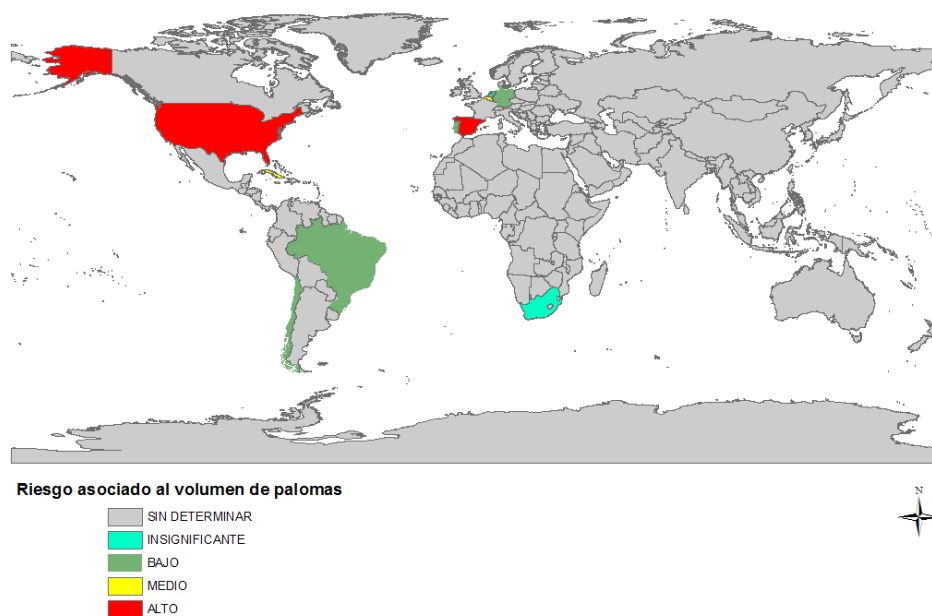 Riesgo asociado al volumen de palomas
SIN DETERMINAR
INSIGNIFICANTE
BAJO
MEDIO
ALTO
N